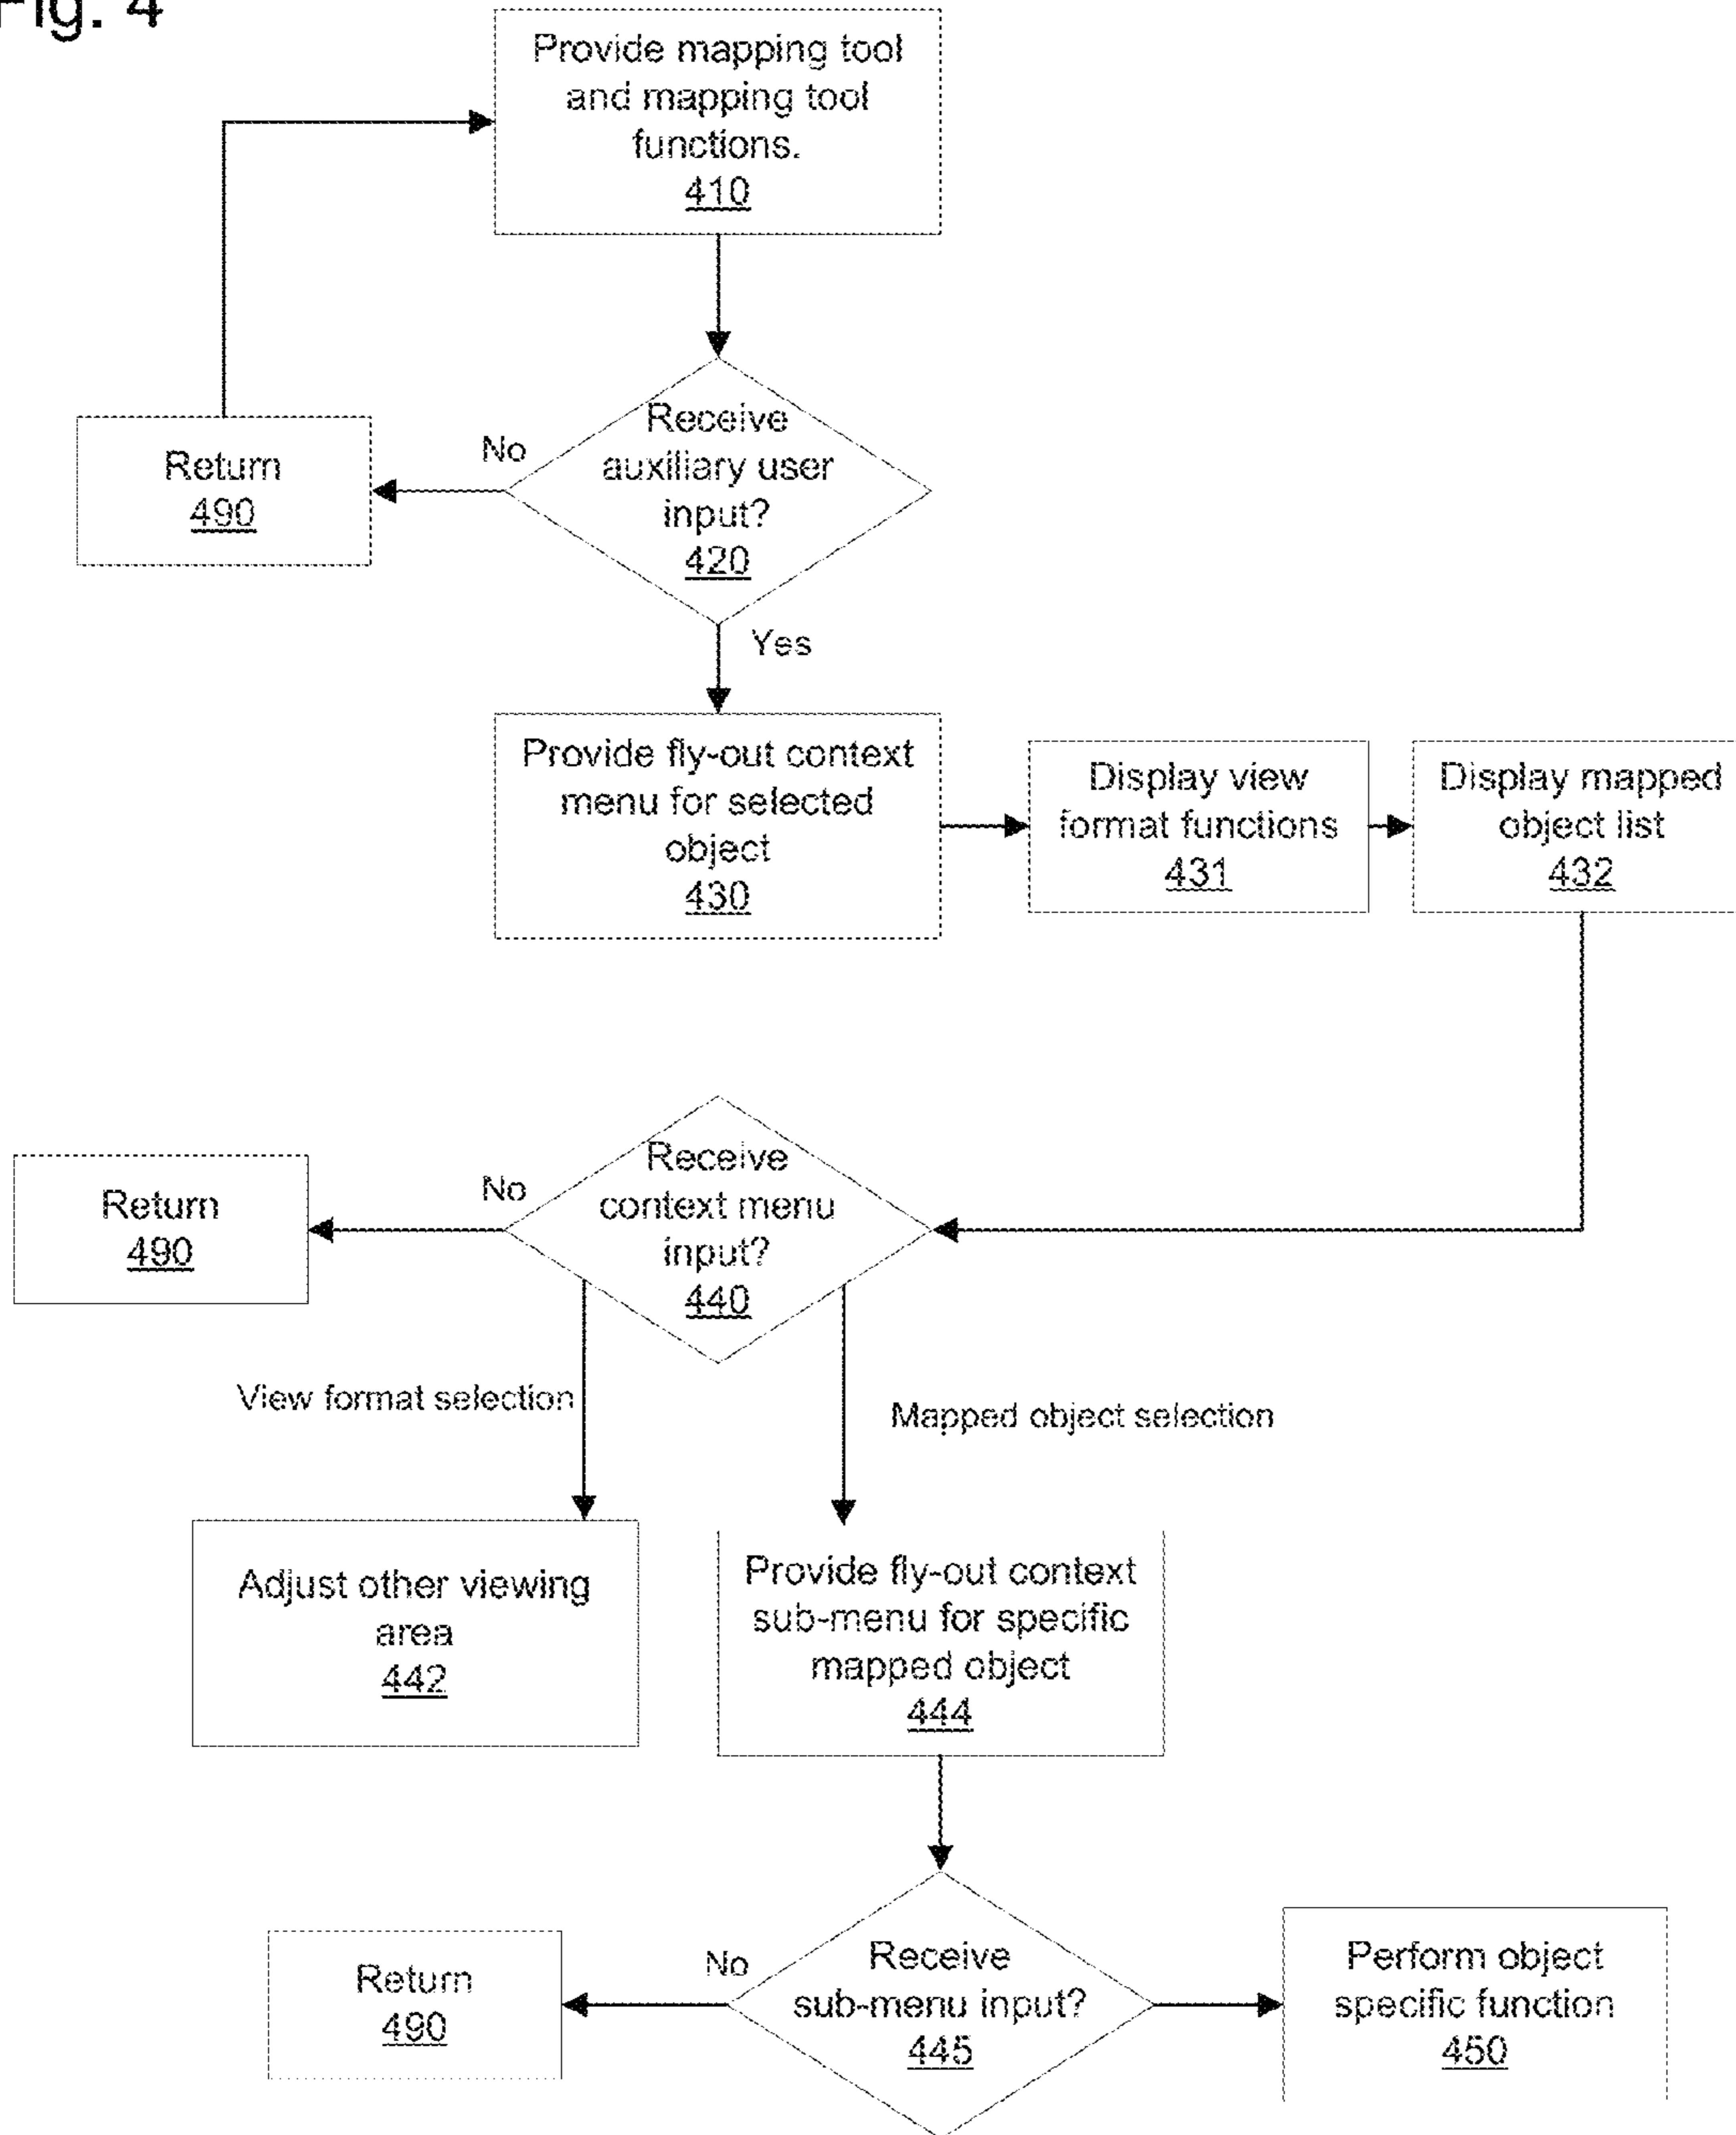 Fig. 4
Provide mapping tool
and mapping tool
functions.
410
Receive
auxiliary user
input?
420
No
Return
490
Yes
Provide fly-out context
menu for selected
object
430
Display view
format functions
431
Display mapped
object list
432
Receive
context menu
input?
440
No
Return
490
View format selection
Mapped object selection
Adjust other viewing
area
442
Provide fly-out context
sub-menu for specific
mapped object
444
Receive
sub-menu input?
445
No
Return
490
Perform object
specific function
450